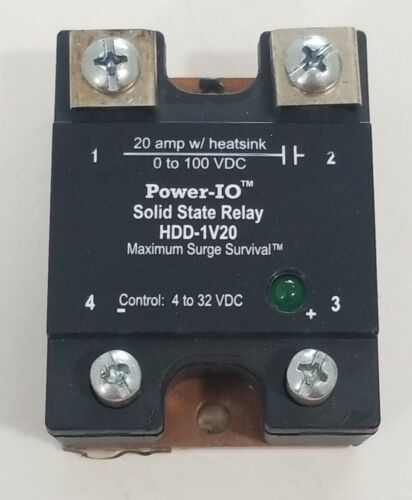 20 amp w/ heatsink
1 0 to 100 VDC 2
Power-IO™
Solid State Relay
HDD-1V20
Maximum Surge Survival™
4 - Control: 4 to 32 VDC + 3